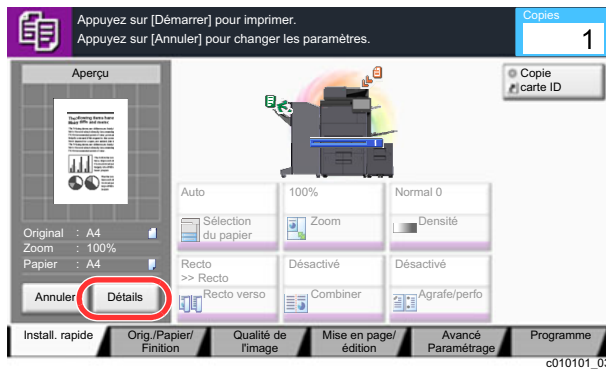 Appuyez sur [Démarrer] pour imprimer.
Appuyez sur [Annuler] pour changer les paramètres.
Copies
1
Aperçu
Original : A4
Zoom : 100%
Papier : A4
Annuler
Détails
Copie
carte ID
Auto
Sélection
du papier
100%
Zoom
Normal 0
Densité
Recto
>> Recto
Recto verso
Désactivé
Combiner
Désactivé
Agrafe/perfo
Install. rapide
Orig./Papier/
Finition
Qualité de
l'image
Mise en page/
édition
Avancé
Paramétrage
Programme